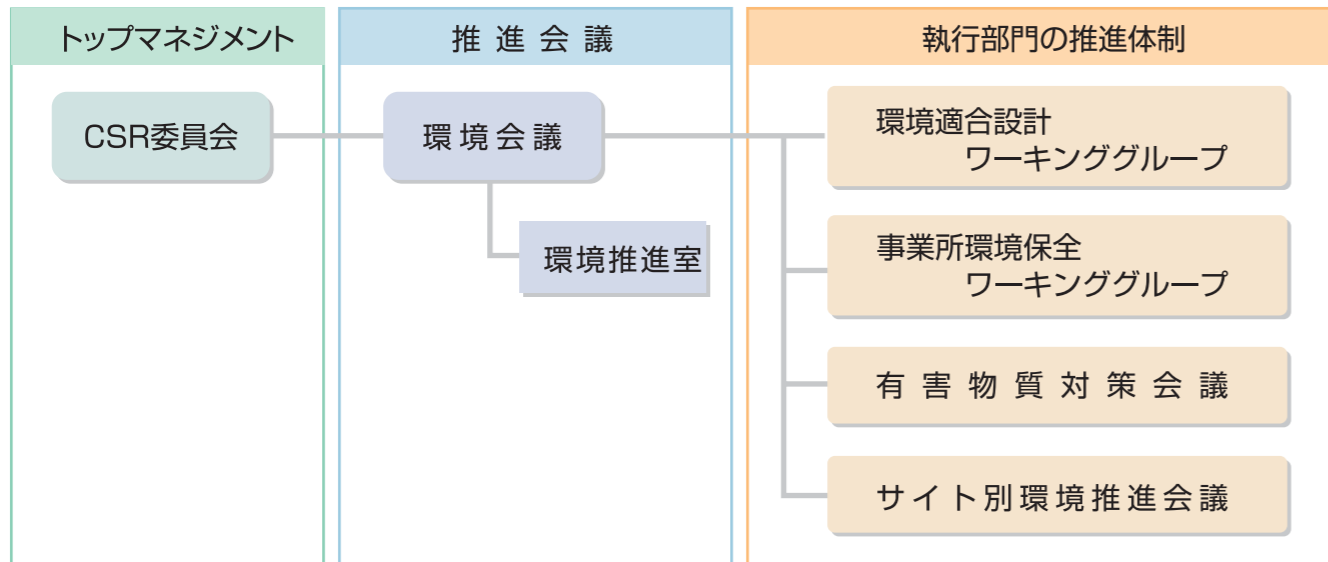 トップマネジメント
推進会議
執行部門の推進体制
CSR委員会
環境会議
環境推進室
環境適合設計
ワーキンググループ
事業所環境保全
ワーキンググループ
有害物質対策会議
サイト別環境推進会議